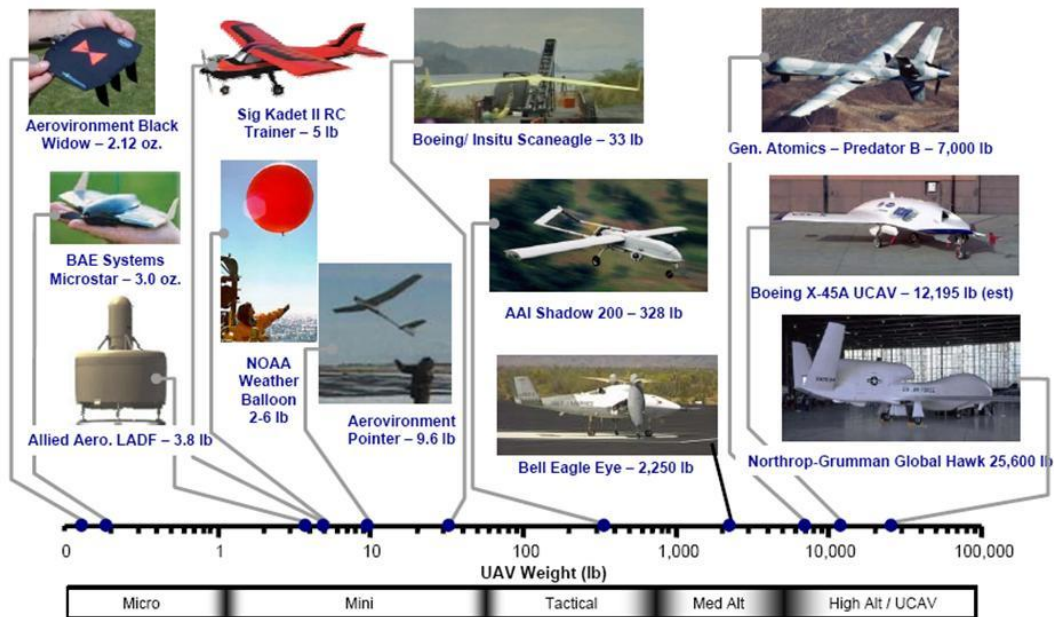 Aerovironment Black
Widow – 2.12 oz.
Sig Kadet II RC
Trainer – 5 lb
Boeing/ Insitu Scaneagle – 33 lb
Gen. Atomics – Predator B – 7,000 lb
BAE Systems
Microstar – 3.0 oz.
AAI Shadow 200 – 328 lb
Boeing X-45A UCAV – 12,195 lb (est)
NOAA
Weather
Balloon
2-6 lb
Allied Aero. LADF – 3.8 lb
Aerovironment
Pointer – 9.6 lb
Bell Eagle Eye – 2,250 lb
Northrop-Grumman Global Hawk 25,600 lb
0 1 10 100 1,000 10,000 100,000
UAV Weight (lb)
Micro Mini Tactical Med Alt High Alt / UCAV